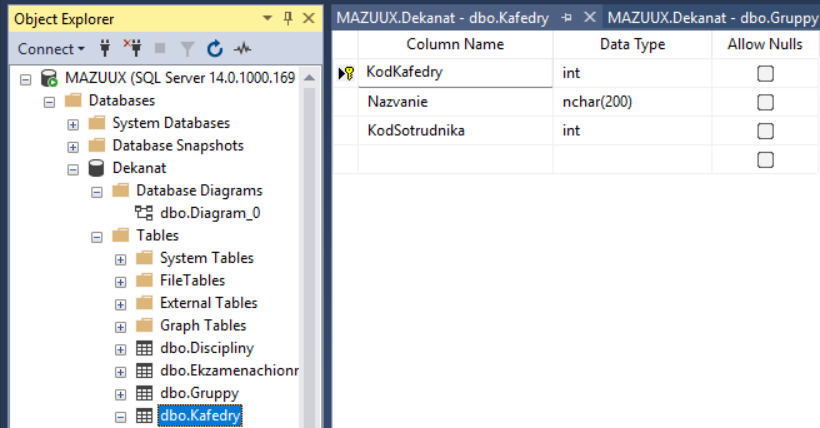 Object Explorer
Connect
MAZUUX (SQL Server 14.0.1000.169
Databases
System Databases
Database Snapshots
Dekanat
Database Diagrams
dbo.Diagram_0
Tables
System Tables
FileTables
External Tables
Graph Tables
dbo.Discipliny
dbo.Ekzamenachionr
dbo.Gruppy
dbo.Kafedry
MAZUUX.Dekanat - dbo.Kafedry MAZUUX.Dekanat - dbo.Gruppy
Column Name Data Type Allow Nulls
KodKafedry int
Nazvanie nchar(200)
KodSotrudnika int